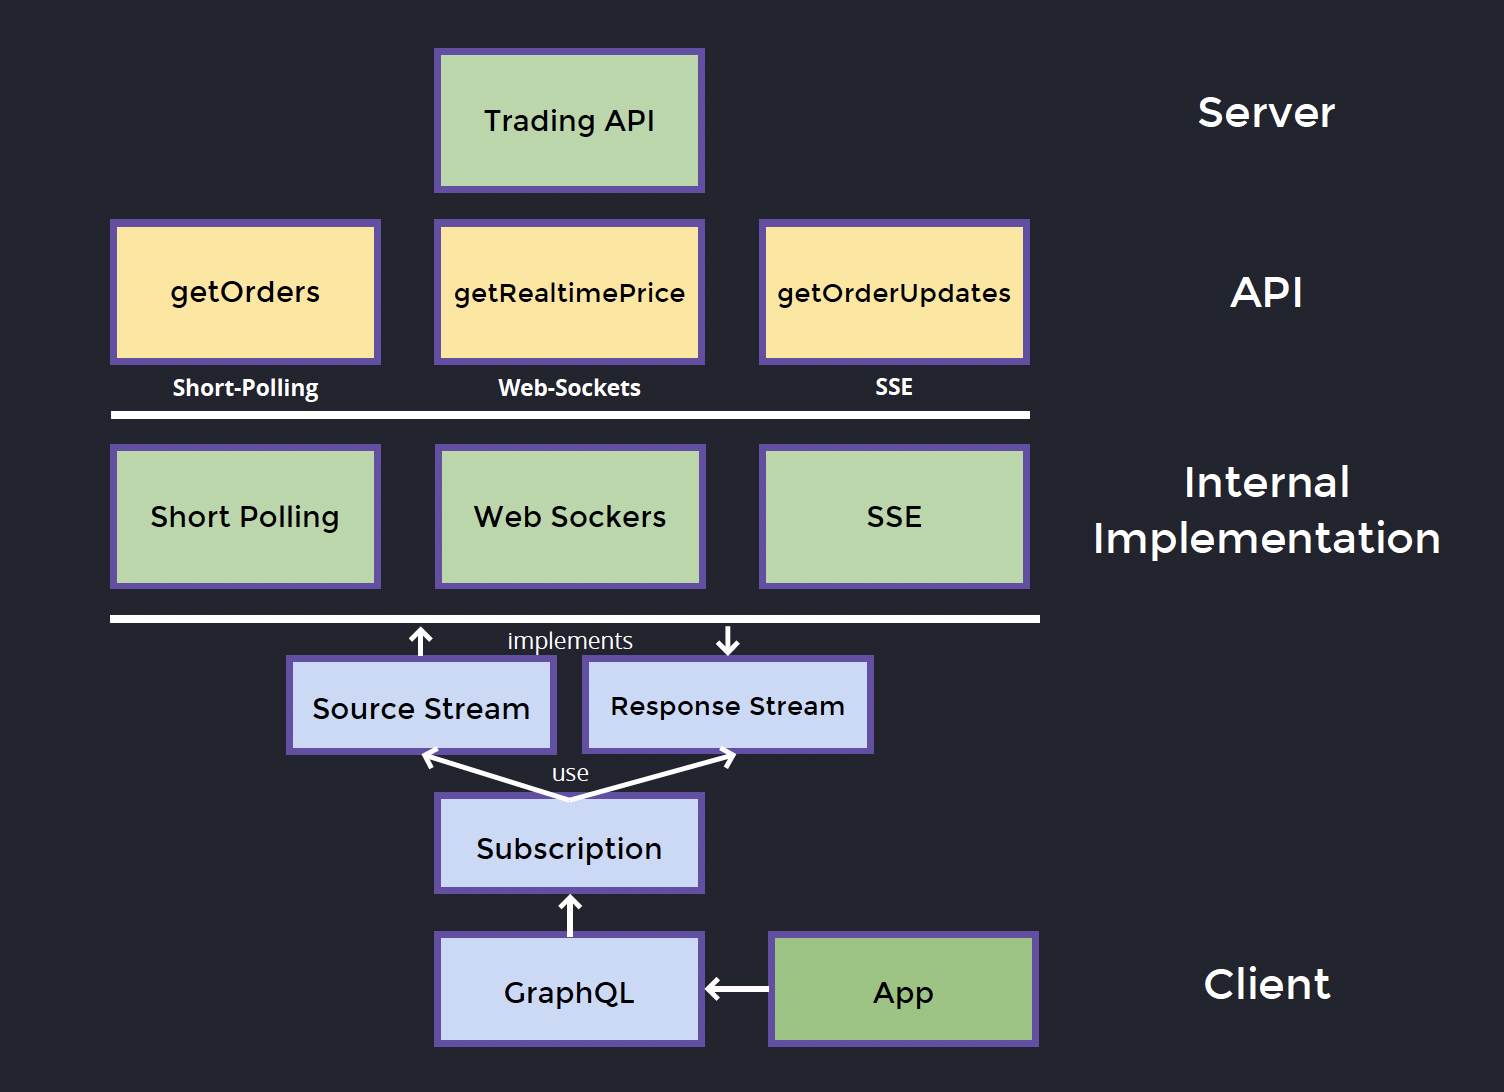 Trading API
Server
getOrders
getRealtimePrice
getOrderUpdates
API
Short-Polling
Web-Sockets
SSE
Short Polling
Web Sockers
SSE
Internal
Implementation
implements
Source Stream
Response Stream
use
Subscription
GraphQL
App
Client